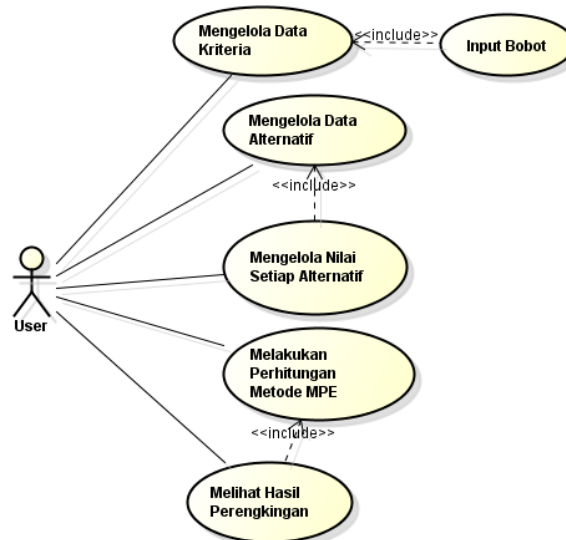 Mengelola Data
Kriteria
<<include>>
Input Bobot
Mengelola Data
Alternatif
<<include>>
Mengelola Nilai
Setiap Alternatif
User
Melakukan
Perhitungan
Metode MPE
<<include>>
Melihat Hasil
Perengkingan